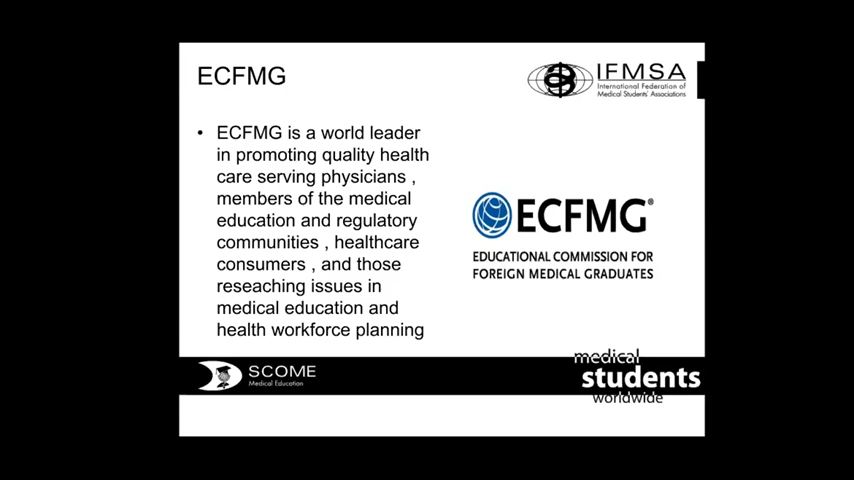 ECFMG
IFMSA
International Federation of
Medical Students' Associations
• ECFMG is a world leader
in promoting quality health
care serving physicians ,
members of the medical
education and regulatory
communities , healthcare
consumers , and those
reseaching issues in
medical education and
health workforce planning
ECFMG®
EDUCATIONAL COMMISSION FOR
FOREIGN MEDICAL GRADUATES
SCOME
Medical Education
medical
students
worldwide